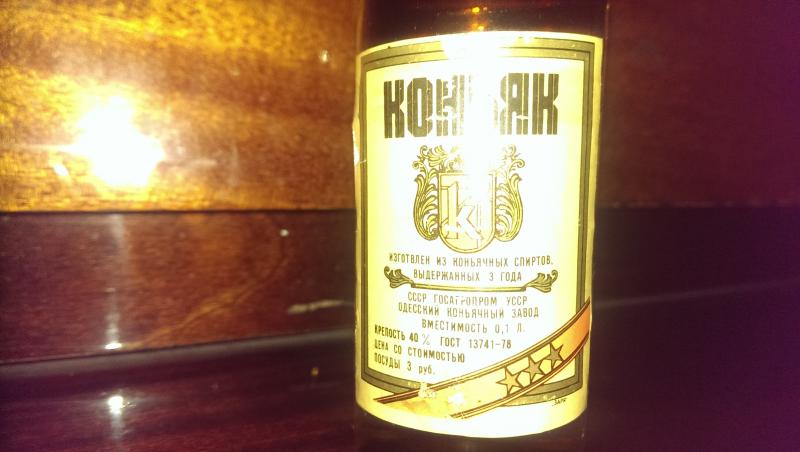 КОНЬЯК
К
ИЗГОТВЛЕН ИЗ КОНЬЯЧНЫХ СПИРТОВ,
ВЫДЕРЖАННЫХ 3 ГОДА
СССР ГОСАГРОПРОМ УССР
ОДЕССКИЙ КОНЬЯЧНЫЙ ЗАВОД
ВМЕСТИМОСТЬ 0,1 Л.
КРЕПОСТЬ 40 % ГОСТ 13741-78
ЦЕНА СО СТОИМОСТЬЮ
ПОСУДЫ 3 руб.